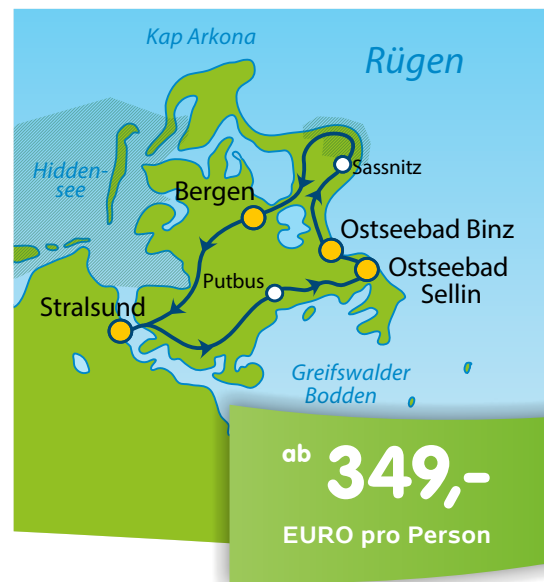 Kap Arkona
Rügen
Hidden-
see
Sassnitz
Bergen
Ostseebad Binz
Ostseebad
Sellin
Putbus
Stralsund
Greifswalder
Bodden
ab 349,-
EURO pro Person